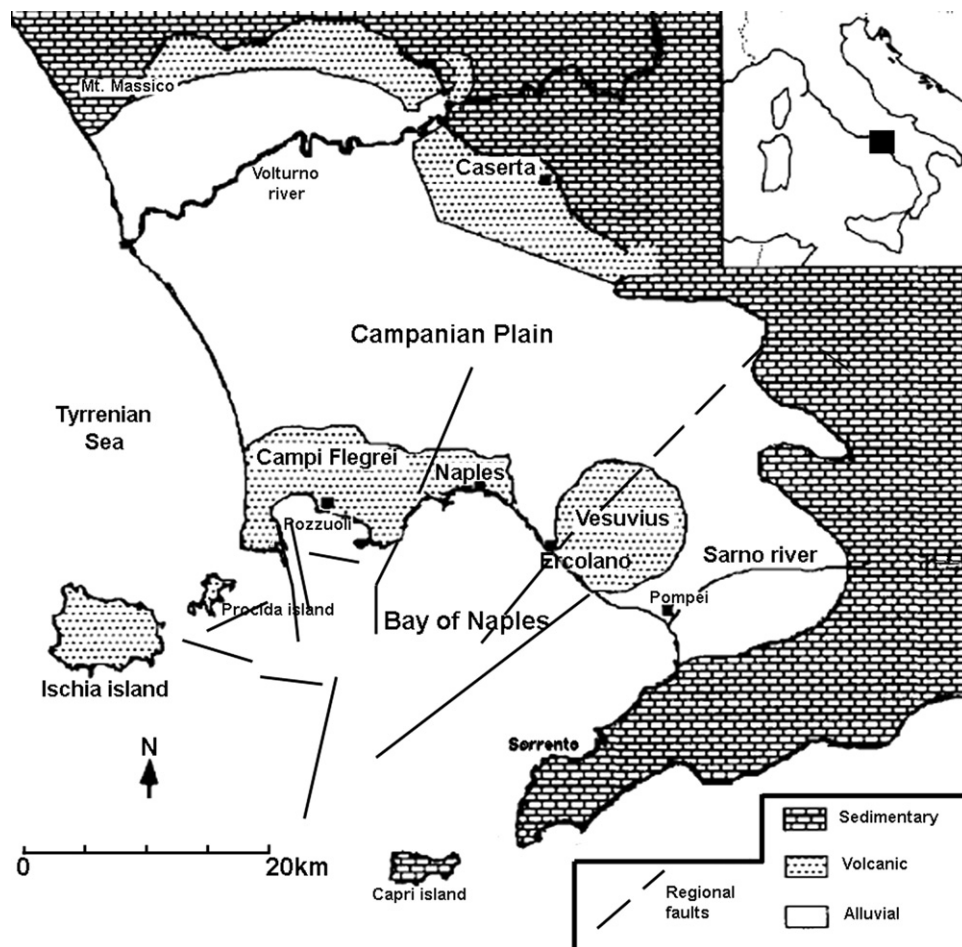 Mt. Massico
Volturno
river
Caserta
Campanian Plain
Tyrrenian
Sea
Campi Flegrei
Naples
Pozzuoli
Vesuvius
Ercolano
Sarno river
Pompei
Procida island
Bay of Naples
Ischia island
N
Sorrento
0 20km
Capri island
Sedimentary
Volcanic
Alluvial
Regional
faults